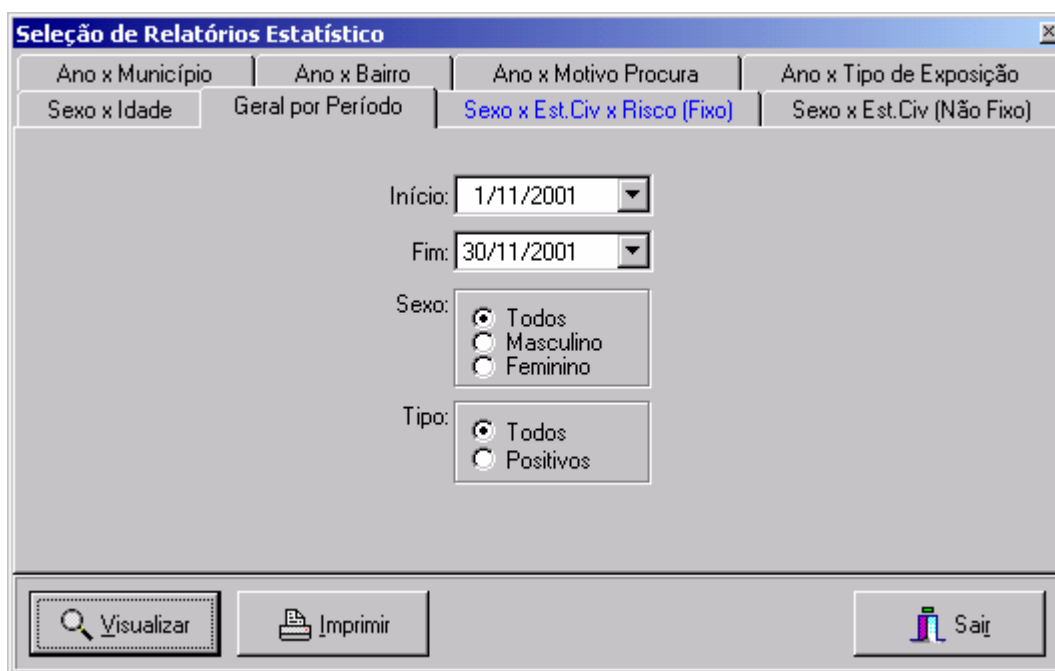 Seleção de Relatórios Estatístico
Ano x Município Ano x Bairro Ano x Motivo Procura Ano x Tipo de Exposição
Sexo x Idade Geral por Período Sexo x Est.Civ x Risco (Fixo) Sexo x Est.Civ (Não Fixo)
Início: 1/11/2001
Fim: 30/11/2001
Sexo: Todos
Masculino
Feminino
Tipo: Todos
Positivos
Visualizar Imprimir Sair